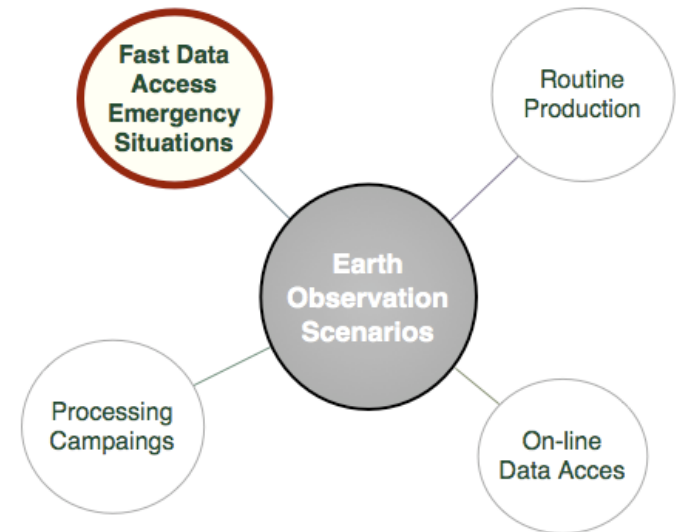 Fast Data
Access
Emergency
Situations
Routine
Production
Earth
Observation
Scenarios
Processing
Campaings
On-line
Data Acces